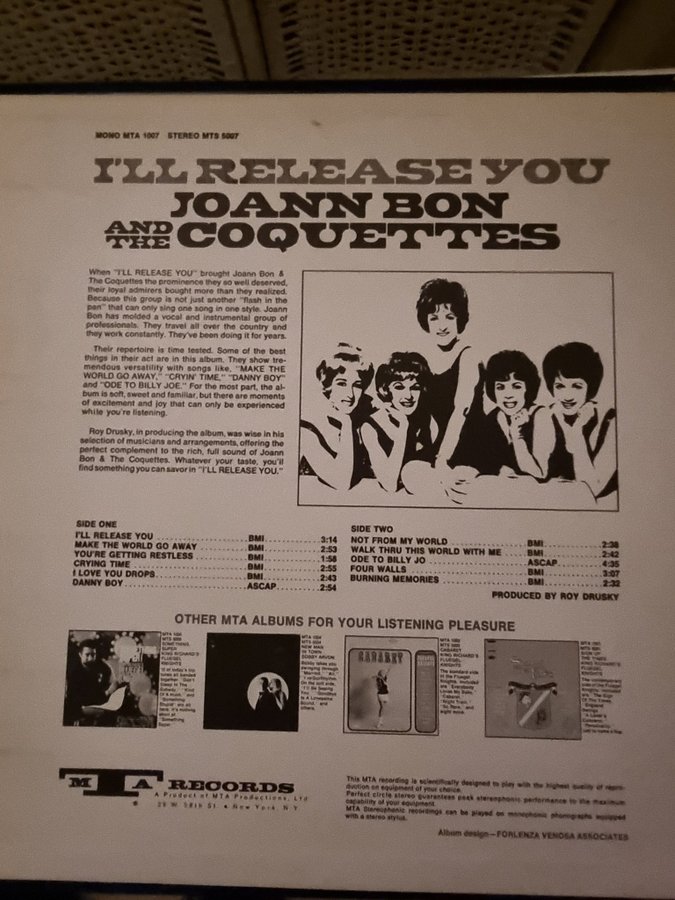 MONO MTA 1007 STEREO MTS 5007
I'LL RELEASE YOU
JOANN BON
AND THE COQUETTES
When "I'LL RELEASE YOU" brought Joann Bon &
The Coquettes the prominence they so well deserved,
their loyal admirers bought more than they realized.
Because this group is not just another "flash in the
pan" that can only sing one song in one style. Joann
Bon has molded a vocal and instrumental group of
professionals. They travel all over the country and
they work constantly. They've been doing it for years.
Their repertoire is time tested. Some of the best
things in their act are in this album. They show tre-
mendous versatility with songs like, "MAKE THE
WORLD GO AWAY," "CRYIN' TIME," "DANNY BOY"
and "ODE TO BILLY JOE." For the most part, the al-
bum is soft, sweet and familiar, but there are moments
of excitement and joy that can only be experienced
while you're listening.
Roy Drusky, in producing the album, was wise in his
selection of musicians and arrangements, offering the
perfect complement to the rich, full sound of Joann
Bon & The Coquettes. Whatever your taste, you'll
find something you can savor in "I'LL RELEASE YOU."
SIDE ONE
I'LL RELEASE YOU BMI 3:14
MAKE THE WORLD GO AWAY BMI 2:53
YOU'RE GETTING RESTLESS BMI 1:58
CRYING TIME BMI 2:55
I LOVE YOU DROPS BMI 2:43
DANNY BOY ASCAP 2:54
SIDE TWO
NOT FROM MY WORLD BMI 2:38
WALK THRU THIS WORLD WITH ME BMI 2:42
ODE TO BILLY JO ASCAP 4:35
FOUR WALLS BMI 3:07
BURNING MEMORIES BMI 2:32
PRODUCED BY ROY DRUSKY
OTHER MTA ALBUMS FOR YOUR LISTENING PLEASURE
SOMETHING
SUPER
KING RICHARD'S
FLUEGEL
KNIGHTS
NEW MAN
IN TOWN
BOBBY ARVON
CABARET
CABARET
KING RICHARD'S
FLUEGEL
KNIGHTS
MTA RECORDS
A Product of MTA Productions, Ltd
New York, N.Y.
This MTA recording is scientifically designed to play with the highest quality of repro-
duction on equipment of your choice.
Perfect circle stereo guarantees peak stereophonic performance to the maximum
capability of your equipment.
MTA Stereophonic recordings can be played on monophonic phonographs equipped
with a stereo stylus.
Album design – FORLENZA VENOSA ASSOCIATES